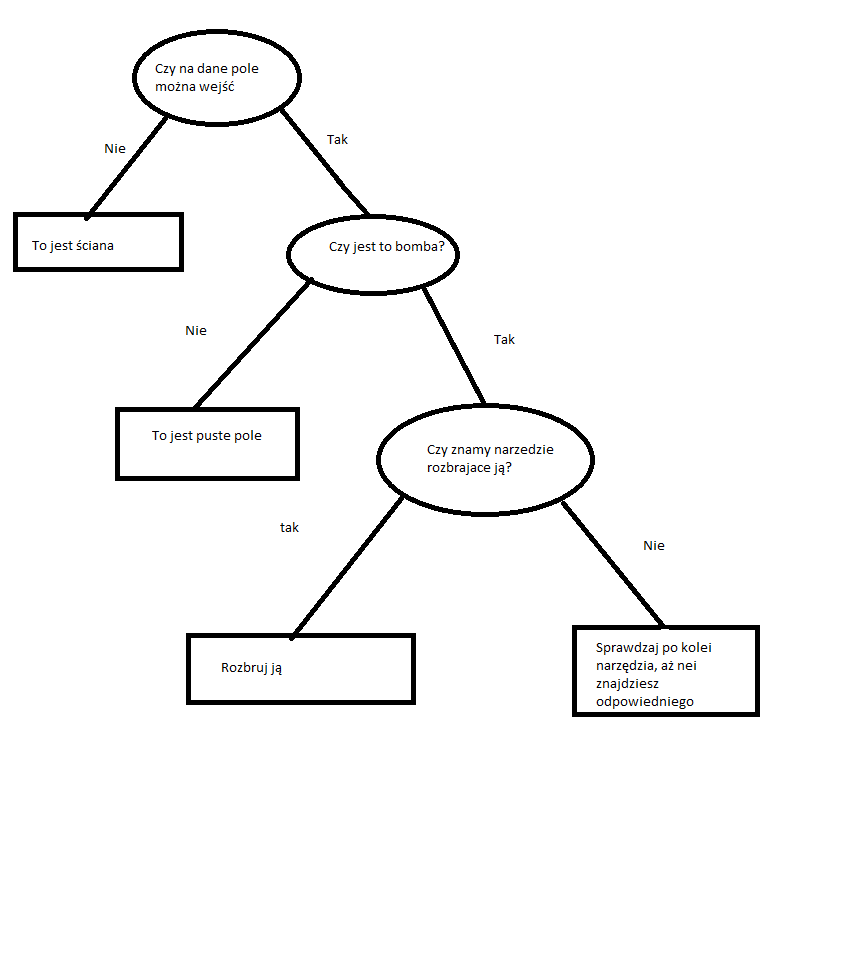 Czy na dane pole
można wejść
Nie
Tak
To jest ściana
Czy jest to bomba?
Nie
Tak
To jest puste pole
Czy znamy narzedzie
rozbrajace ją?
tak
Nie
Rozbruj ją
Sprawdzaj po kolei
narzędzia, aż nei
znajdziesz
odpowiedniego